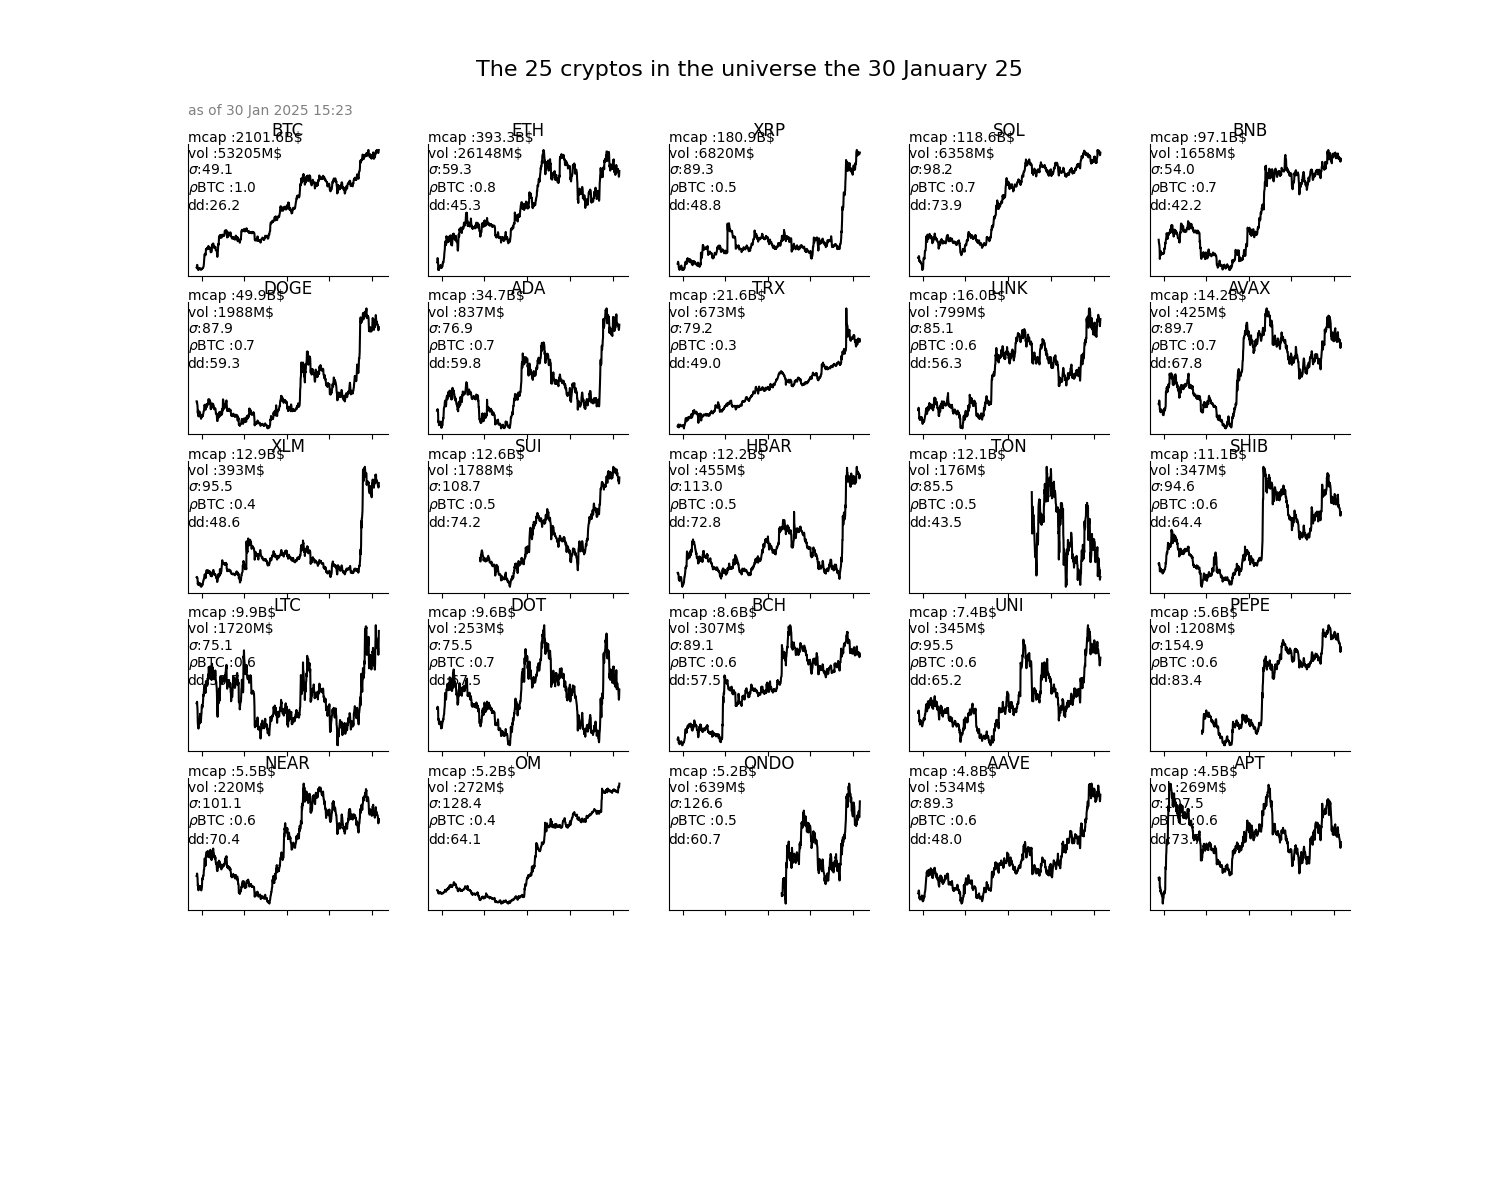 The 25 cryptos in the universe the 30 January 25
as of 30 Jan 2025 15:23
BTC
mcap :2101.6B$
vol :53205M$
σ:49.1
ρBTC :1.0
dd:26.2
ETH
mcap :393.3B$
vol :26148M$
σ:59.3
ρBTC :0.8
dd:45.3
XRP
mcap :180.9B$
vol :6820M$
σ:89.3
ρBTC :0.5
dd:48.8
SOL
mcap :118.6B$
vol :6358M$
σ:98.2
ρBTC :0.7
dd:73.9
BNB
mcap :97.1B$
vol :1658M$
σ:54.0
ρBTC :0.7
dd:42.2
DOGE
mcap :49.9B$
vol :1988M$
σ:87.9
ρBTC :0.7
dd:59.3
ADA
mcap :34.7B$
vol :837M$
σ:76.9
ρBTC :0.7
dd:59.8
TRX
mcap :21.6B$
vol :673M$
σ:79.2
ρBTC :0.3
dd:49.0
LINK
mcap :16.0B$
vol :799M$
σ:85.1
ρBTC :0.6
dd:56.3
AVAX
mcap :14.2B$
vol :425M$
σ:89.7
ρBTC :0.7
dd:67.8
XLM
mcap :12.9B$
vol :393M$
σ:95.5
ρBTC :0.4
dd:48.6
SUI
mcap :12.6B$
vol :1788M$
σ:108.7
ρBTC :0.5
dd:74.2
HBAR
mcap :12.2B$
vol :455M$
σ:113.0
ρBTC :0.5
dd:72.8
TON
mcap :12.1B$
vol :176M$
σ:85.5
ρBTC :0.5
dd:43.5
SHIB
mcap :11.1B$
vol :347M$
σ:94.6
ρBTC :0.6
dd:64.4
LTC
mcap :9.9B$
vol :1720M$
σ:75.1
ρBTC :0.6
DOT
mcap :9.6B$
vol :253M$
σ:75.5
ρBTC :0.7
dd:57.5
BCH
mcap :8.6B$
vol :307M$
σ:89.1
ρBTC :0.6
dd:57.5
UNI
mcap :7.4B$
vol :345M$
σ:95.5
ρBTC :0.6
dd:65.2
PEPE
mcap :5.6B$
vol :1208M$
σ:154.9
ρBTC :0.6
dd:83.4
NEAR
mcap :5.5B$
vol :220M$
σ:101.1
ρBTC :0.6
dd:70.4
OM
mcap :5.2B$
vol :272M$
σ:128.4
ρBTC :0.4
dd:64.1
ONDO
mcap :5.2B$
vol :639M$
σ:126.6
ρBTC :0.5
dd:60.7
AAVE
mcap :4.8B$
vol :534M$
σ:89.3
ρBTC :0.6
dd:48.0
APT
mcap :4.5B$
vol :269M$
σ:107.5
ρBTC :0.6